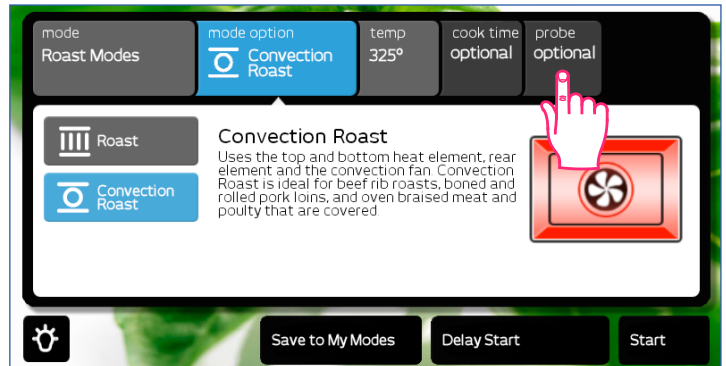 mode
Roast Modes
mode option
Convection
Roast
temp
325°
cook time
optional
probe
optional
Roast
Convection
Roast
Convection Roast
Uses the top and bottom heat element, rear
element and the convection fan. Convection
Roast is ideal for beef rib roasts, boned and
rolled pork loins, and oven braised meat and
poulty that are covered.
Save to My Modes
Delay Start
Start